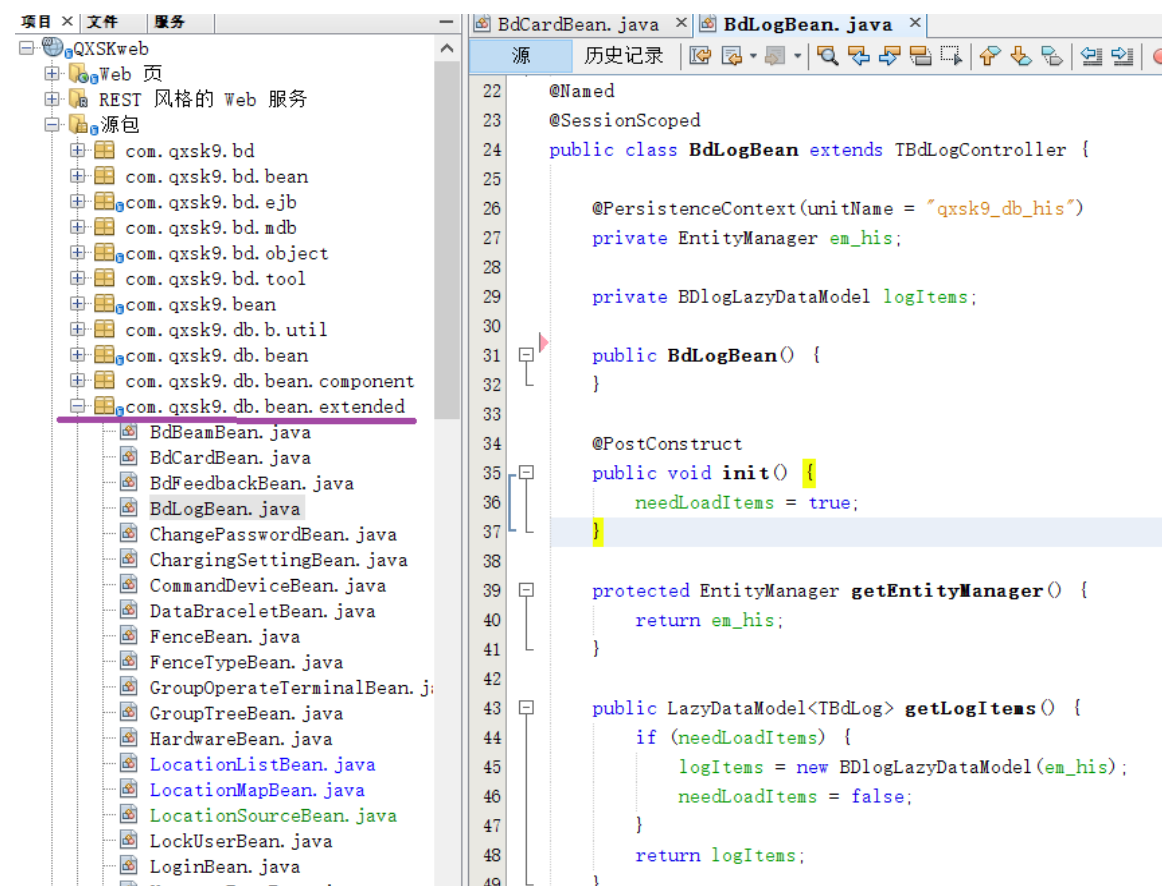 项目 × 文件 服务
QXSKweb
Web 页
REST 风格的 Web 服务
源包
com.qxsk9.bd
com.qxsk9.bd.bean
com.qxsk9.bd.ejb
com.qxsk9.bd.mdb
com.qxsk9.bd.object
com.qxsk9.bd.tool
com.qxsk9.bean
com.qxsk9.db.b.util
com.qxsk9.db.bean
com.qxsk9.db.bean.component
com.qxsk9.db.bean.extended
BdBeamBean.java
BdCardBean.java
BdFeedbackBean.java
BdLogBean.java
ChangePasswordBean.java
ChargingSettingBean.java
CommandDeviceBean.java
DataBraceletBean.java
FenceBean.java
FenceTypeBean.java
GroupOperateTerminalBean.j
GroupTreeBean.java
HardwareBean.java
LocationListBean.java
LocationMapBean.java
LocationSourceBean.java
LockUserBean.java
LoginBean.java
BdCardBean.java × BdLogBean.java ×
源 历史记录
22 @Named
23 @SessionScoped
24 public class BdLogBean extends TBdLogController {
25
26 @PersistenceContext(unitName = "qxsk9_db_his")
27 private EntityManager em_his;
28
29 private BDlogLazyDataModel logItems;
30
31 public BdLogBean() {
32 }
33
34 @PostConstruct
35 public void init() {
36 needLoadItems = true;
37 }
38
39 protected EntityManager getEntityManager() {
40 return em_his;
41 }
42
43 public LazyDataModel<TBdLog> getLogItems() {
44 if (needLoadItems) {
45 logItems = new BDlogLazyDataModel(em_his);
46 needLoadItems = false;
47 }
48 return logItems;
49 }